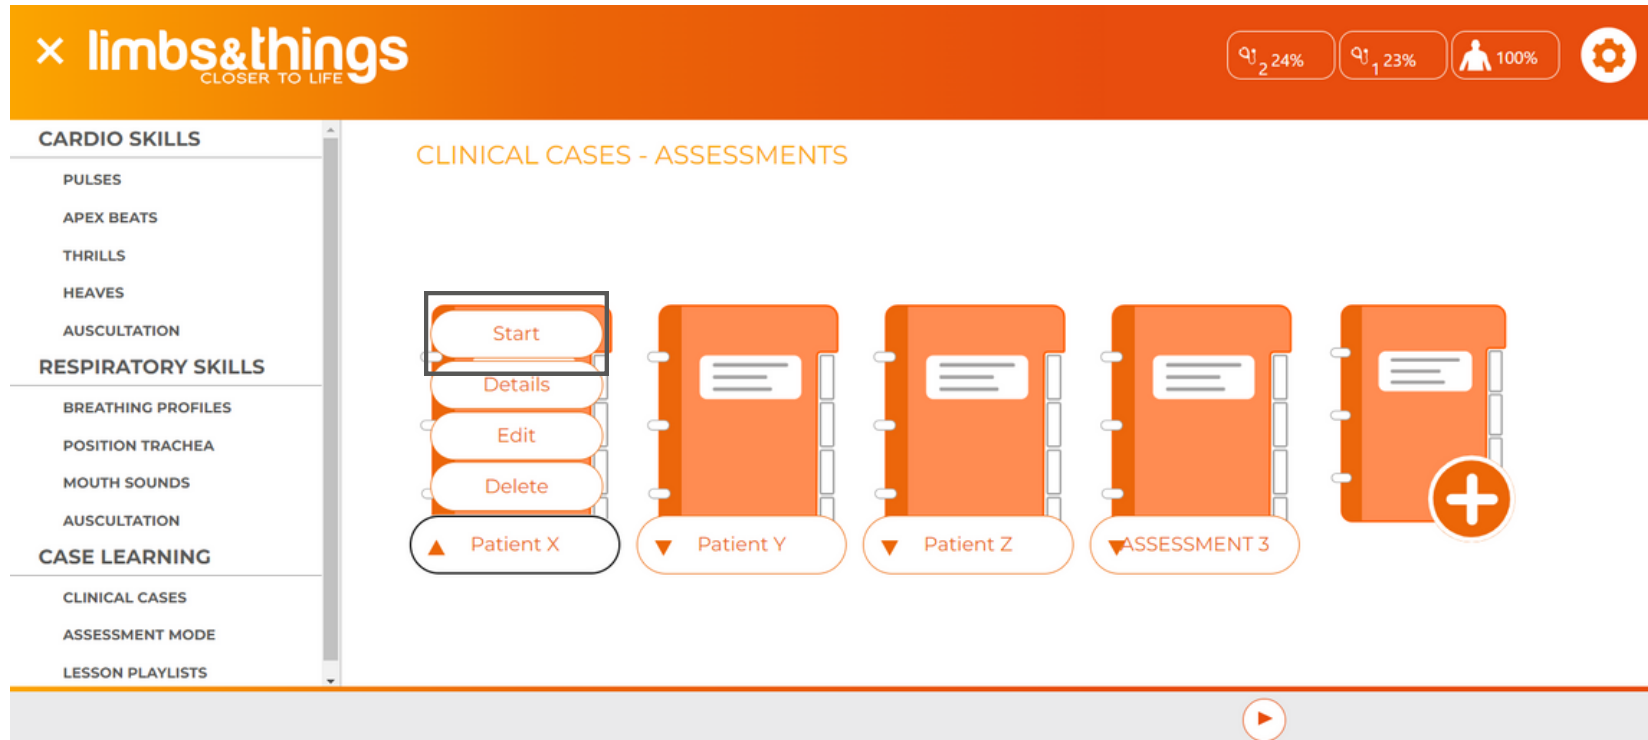 limbs&things
CLOSER TO LIFE
2 24%
1 23%
100%
CARDIO SKILLS
PULSES
APEX BEATS
THRILLS
HEAVES
AUSCULTATION
RESPIRATORY SKILLS
BREATHING PROFILES
POSITION TRACHEA
MOUTH SOUNDS
AUSCULTATION
CASE LEARNING
CLINICAL CASES
ASSESSMENT MODE
LESSON PLAYLISTS
CLINICAL CASES - ASSESSMENTS
Start
Details
Edit
Delete
Patient X
Patient Y
Patient Z
ASSESSMENT 3